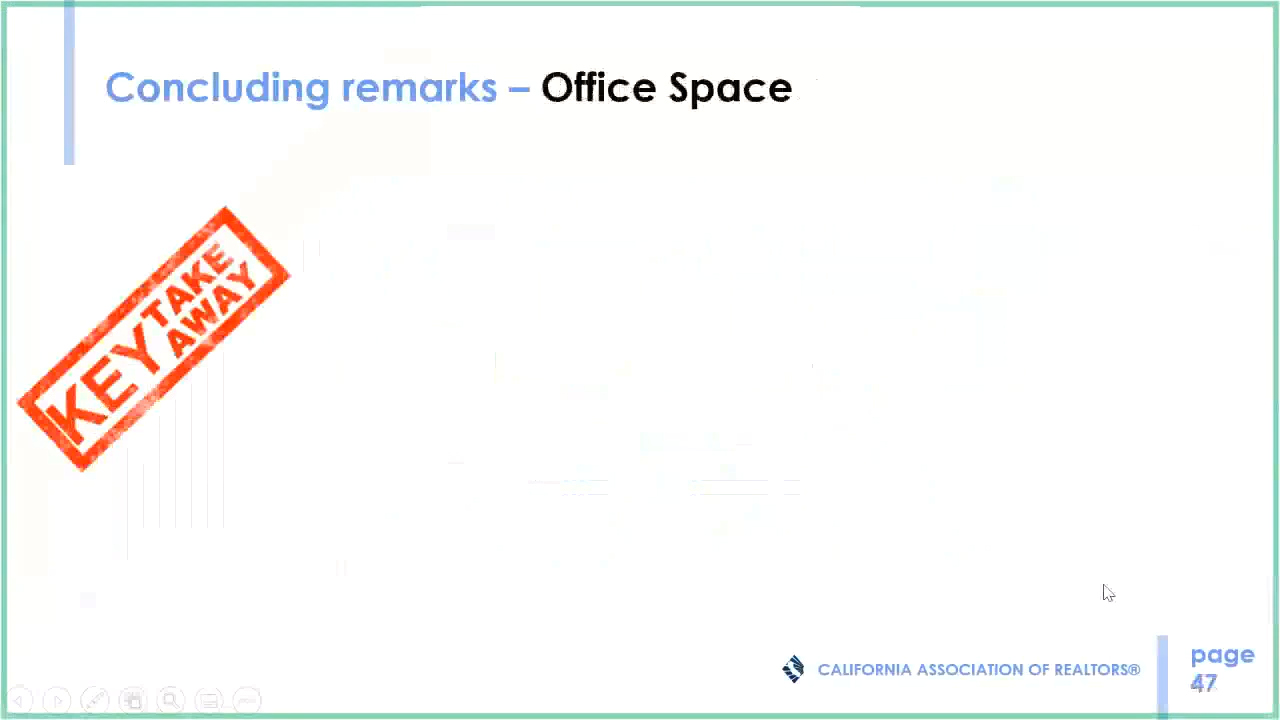 Concluding remarks – Office Space
KEY TAKE AWAY
CALIFORNIA ASSOCIATION OF REALTORS®
page
47